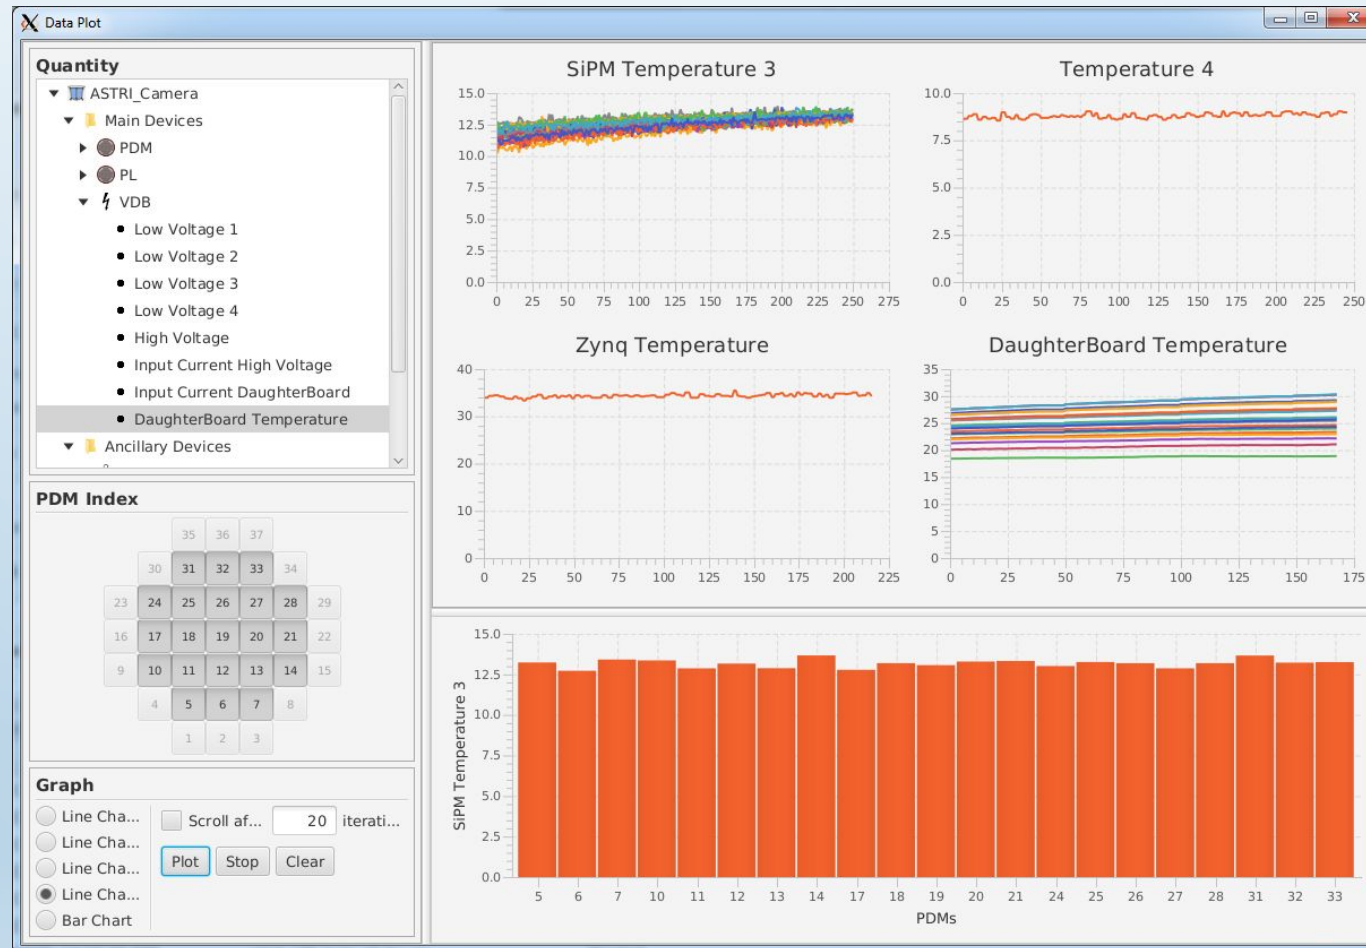 Data Plot
Quantity
ASTRI_Camera
Main Devices
PDM
PL
VDB
Low Voltage 1
Low Voltage 2
Low Voltage 3
Low Voltage 4
High Voltage
Input Current High Voltage
Input Current DaughterBoard
DaughterBoard Temperature
Ancillary Devices
PDM Index
35 36 37
30 31 32 33 34
23 24 25 26 27 28 29
16 17 18 19 20 21 22
9 10 11 12 13 14 15
4 5 6 7 8
1 2 3
Graph
Line Cha...
Line Cha...
Line Cha...
Line Cha...
Bar Chart
Scroll af... 20 iterati...
Plot Stop Clear
SiPM Temperature 3
15.0
12.5
10.0
7.5
5.0
2.5
0.0
0 25 50 75 100 125 150 175 200 225 250 275
Temperature 4
10.0
7.5
5.0
2.5
0.0
0 25 50 75 100 125 150 175 200 225 250
Zynq Temperature
40
30
20
10
0
0 25 50 75 100 125 150 175 200 225
DaughterBoard Temperature
35
30
25
20
15
10
5
0
0 25 50 75 100 125 150 175
SiPM Temperature 3
15.0
12.5
10.0
7.5
5.0
2.5
0.0
5 6 7 10 11 12 13 14 17 18 19 20 21 24 25 26 27 28 31 32 33
PDMs